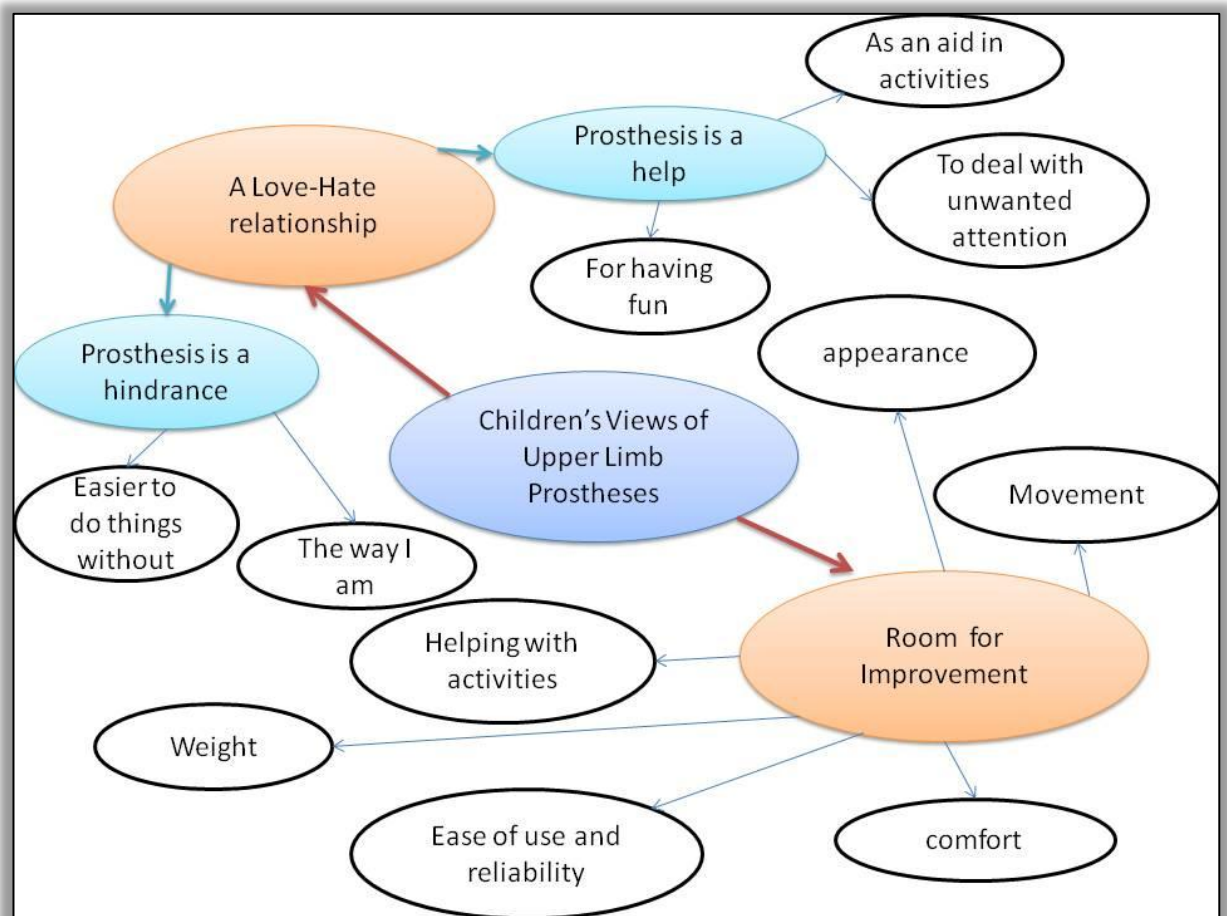 As an aid in
activities
Prosthesis is a
help
To deal with
unwanted
attention
A Love-Hate
relationship
For having
fun
Prosthesis is a
hindrance
appearance
Children's Views of
Upper Limb
Prostheses
Easier to
do things
without
The way I
am
Movement
Helping with
activities
Room for
Improvement
Weight
Ease of use and
reliability
comfort